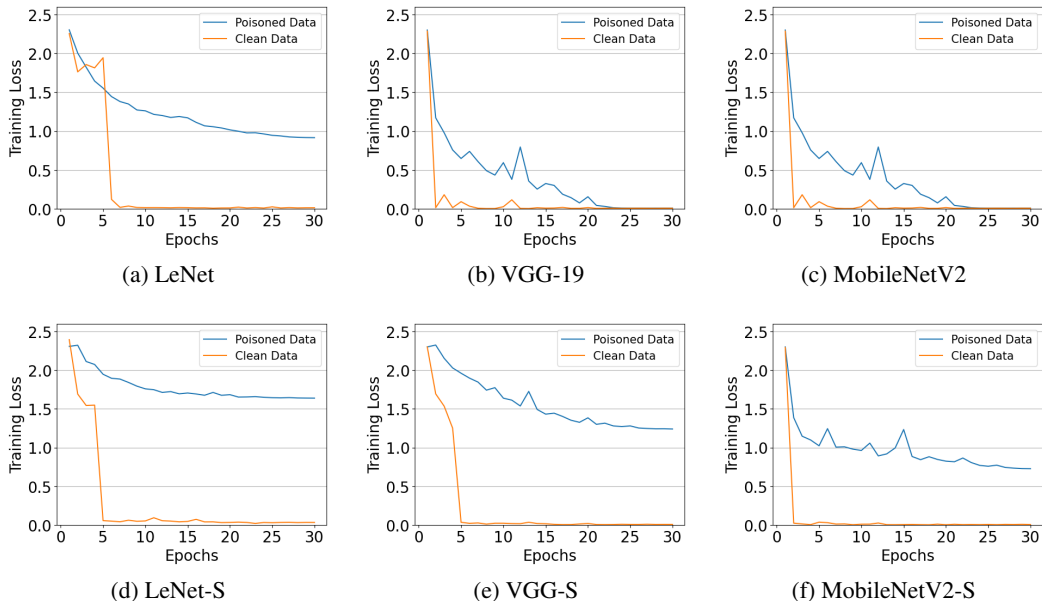 Poisoned Data
Clean Data
Training Loss
2.5
2.0
1.5
1.0
0.5
0.0
0 5 10 15 20 25 30
Epochs
(a) LeNet
Poisoned Data
Clean Data
Training Loss
2.5
2.0
1.5
1.0
0.5
0.0
0 5 10 15 20 25 30
Epochs
(b) VGG-19
Poisoned Data
Clean Data
Training Loss
2.5
2.0
1.5
1.0
0.5
0.0
0 5 10 15 20 25 30
Epochs
(c) MobileNetV2
Poisoned Data
Clean Data
Training Loss
2.5
2.0
1.5
1.0
0.5
0.0
0 5 10 15 20 25 30
Epochs
(d) LeNet-S
Poisoned Data
Clean Data
Training Loss
2.5
2.0
1.5
1.0
0.5
0.0
0 5 10 15 20 25 30
Epochs
(e) VGG-S
Poisoned Data
Clean Data
Training Loss
2.5
2.0
1.5
1.0
0.5
0.0
0 5 10 15 20 25 30
Epochs
(f) MobileNetV2-S